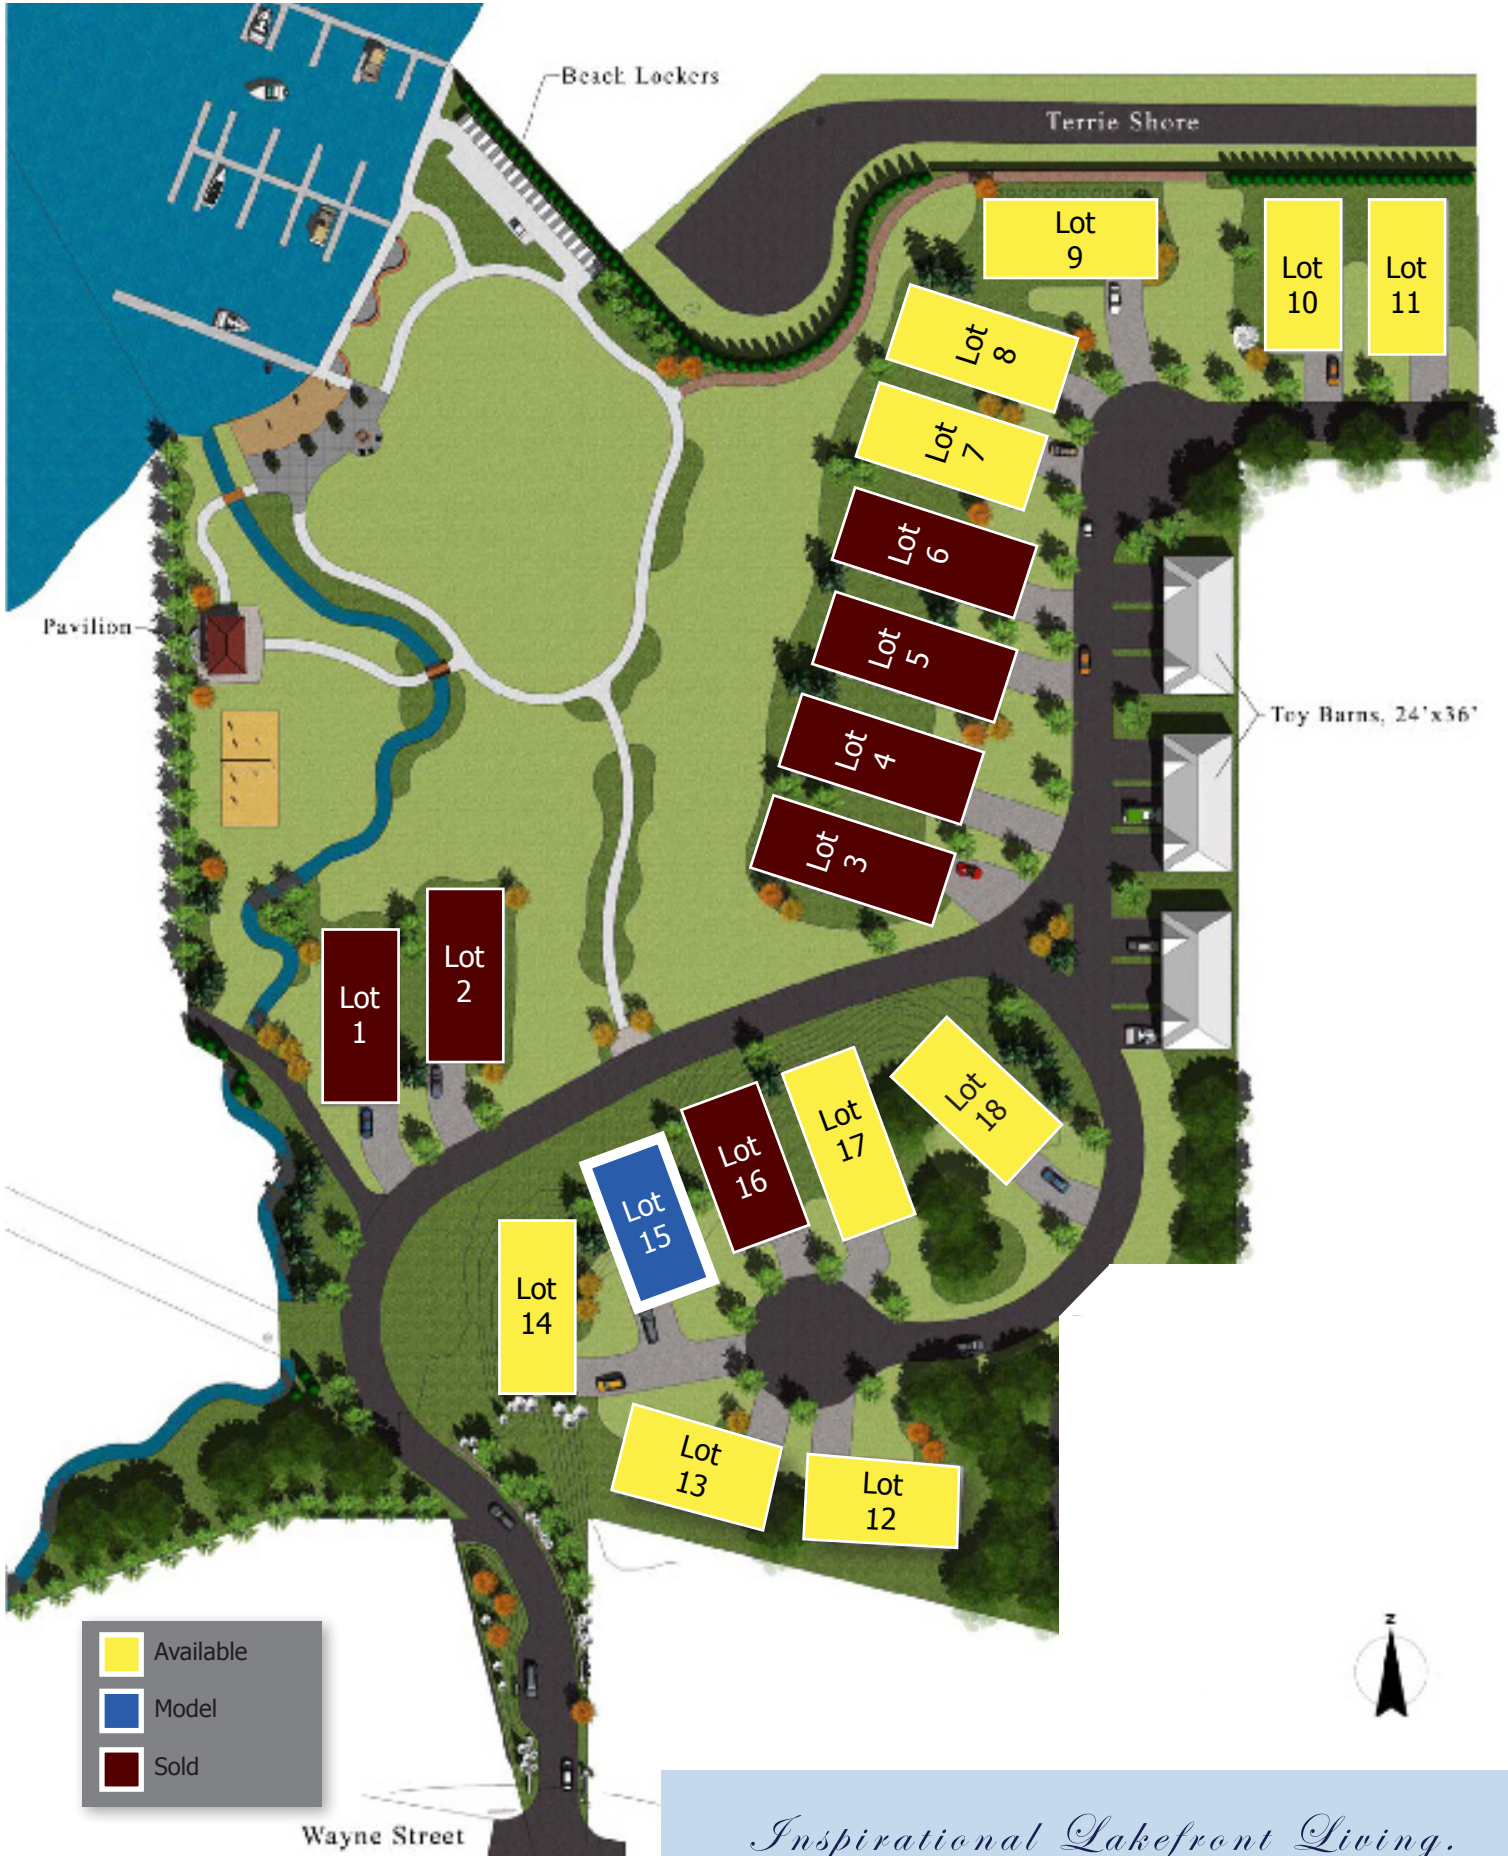 Beach Lockers
Terrie Shore
Lot
9
Lot
10
Lot
11
Lot
8
Lot
7
Lot
6
Lot
5
Lot
4
Lot
3
Pavilion
Toy Barns, 24'x36'
Lot
2
Lot
1
Lot
18
Lot
17
Lot
16
Lot
15
Lot
14
Lot
13
Lot
12
Available
Model
Sold
Z
Wayne Street
Inspirational Lakefront Living.